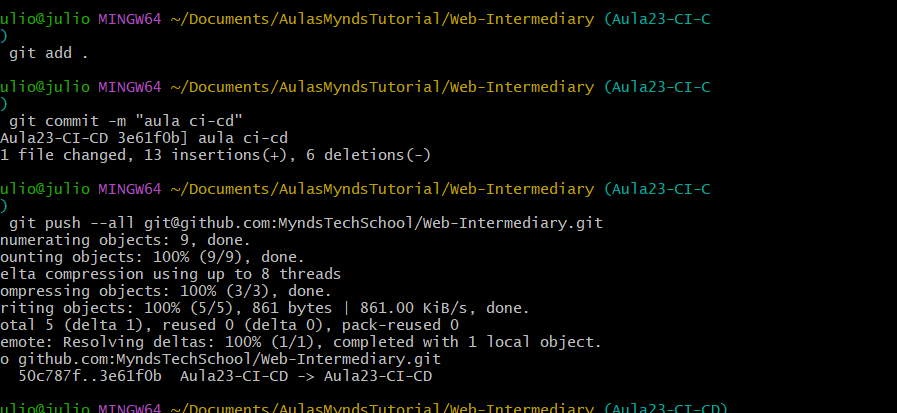 ulio@julio MINGW64 ~/Documents/AulasMyndsTutorial/Web-Intermediary (Aula23-CI-C
)
git add .
ulio@julio MINGW64 ~/Documents/AulasMyndsTutorial/Web-Intermediary (Aula23-CI-C
)
git commit -m "aula ci-cd"
Aula23-CI-CD 3e61f0b] aula ci-cd
1 file changed, 13 insertions(+), 6 deletions(-)
ulio@julio MINGW64 ~/Documents/AulasMyndsTutorial/Web-Intermediary (Aula23-CI-C
)
git push --all git@github.com:MyndsTechSchool/Web-Intermediary.git
numerating objects: 9, done.
ounting objects: 100% (9/9), done.
elta compression using up to 8 threads
ompressing objects: 100% (3/3), done.
riting objects: 100% (5/5), 861 bytes | 861.00 KiB/s, done.
otal 5 (delta 1), reused 0 (delta 0), pack-reused 0
emote: Resolving deltas: 100% (1/1), completed with 1 local object.
o github.com:MyndsTechSchool/Web-Intermediary.git
50c787f..3e61f0b  Aula23-CI-CD -> Aula23-CI-CD
ulio@julio MINGW64 ~/Documents/AulasMyndsTutorial/Web-Intermediary (Aula23-CI-CD)